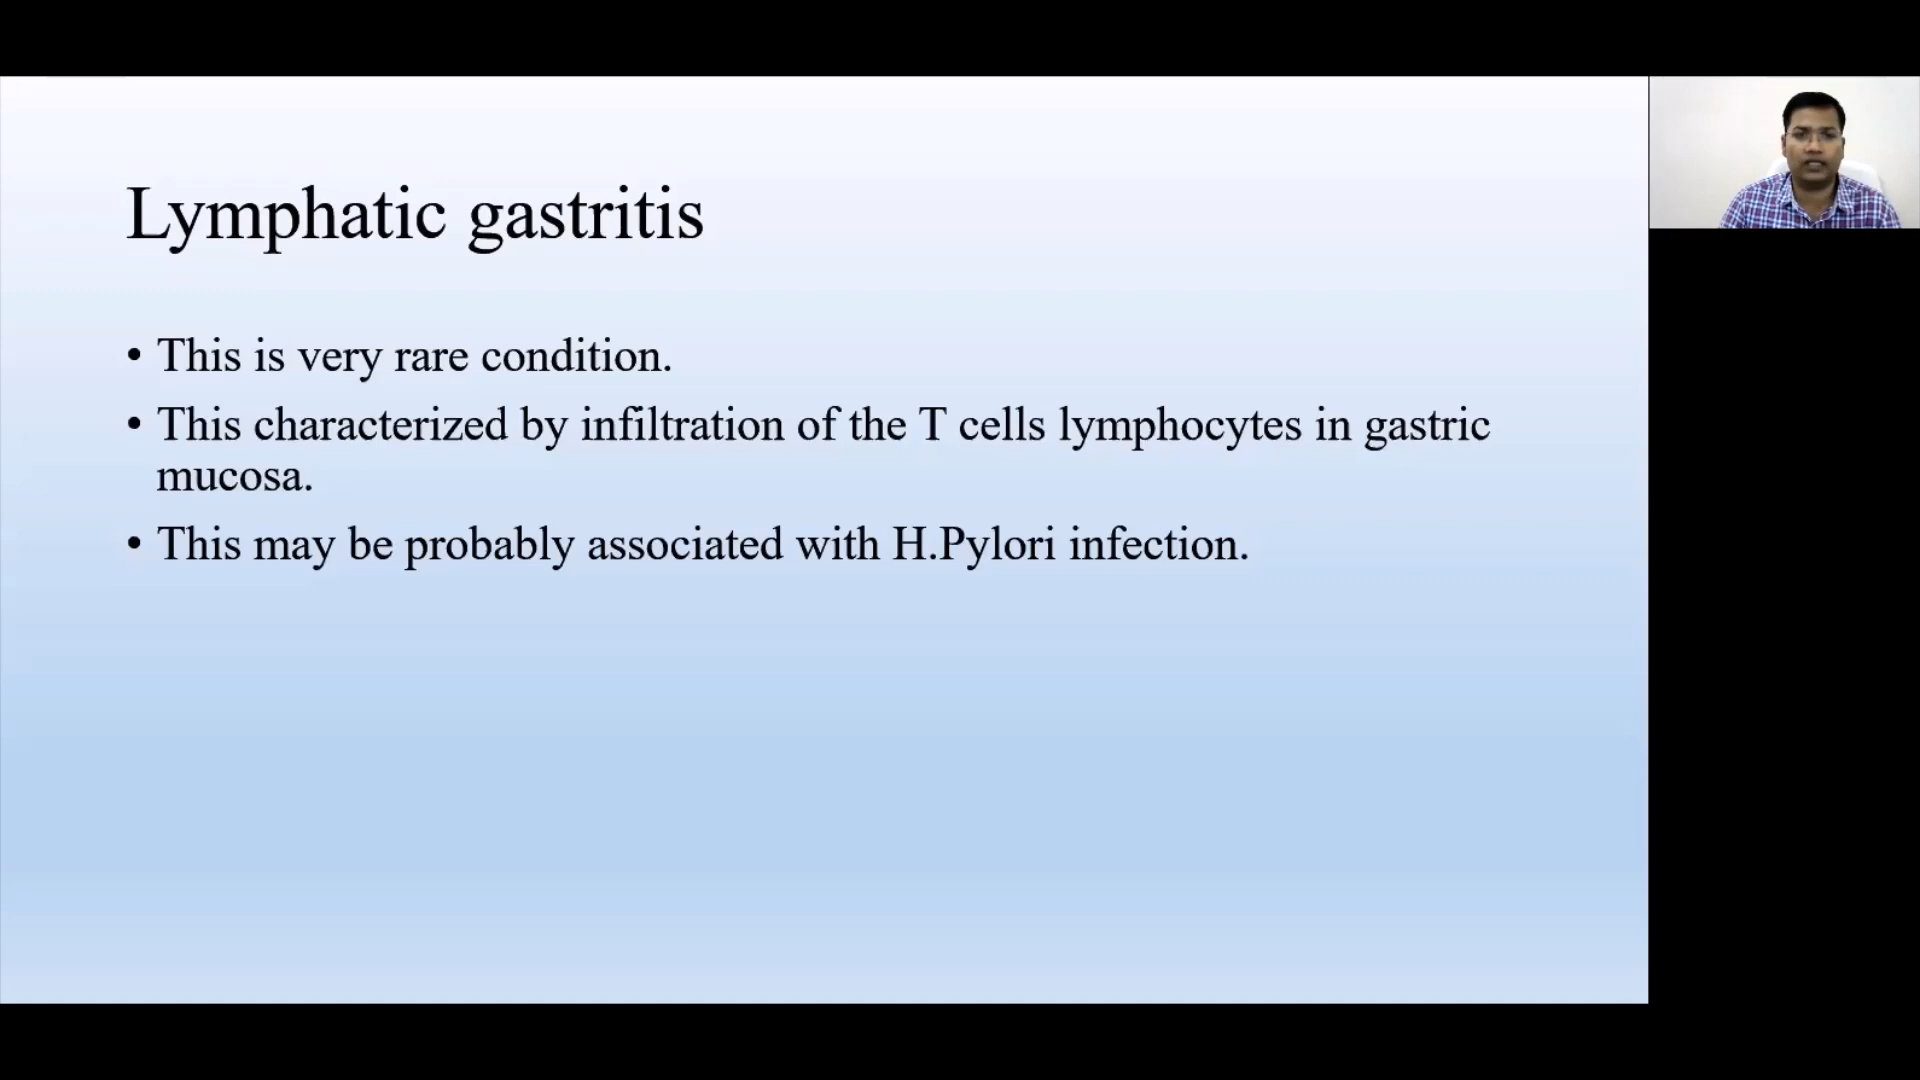 Lymphatic gastritis
• This is very rare condition.
• This characterized by infiltration of the T cells lymphocytes in gastric
mucosa.
• This may be probably associated with H.Pylori infection.